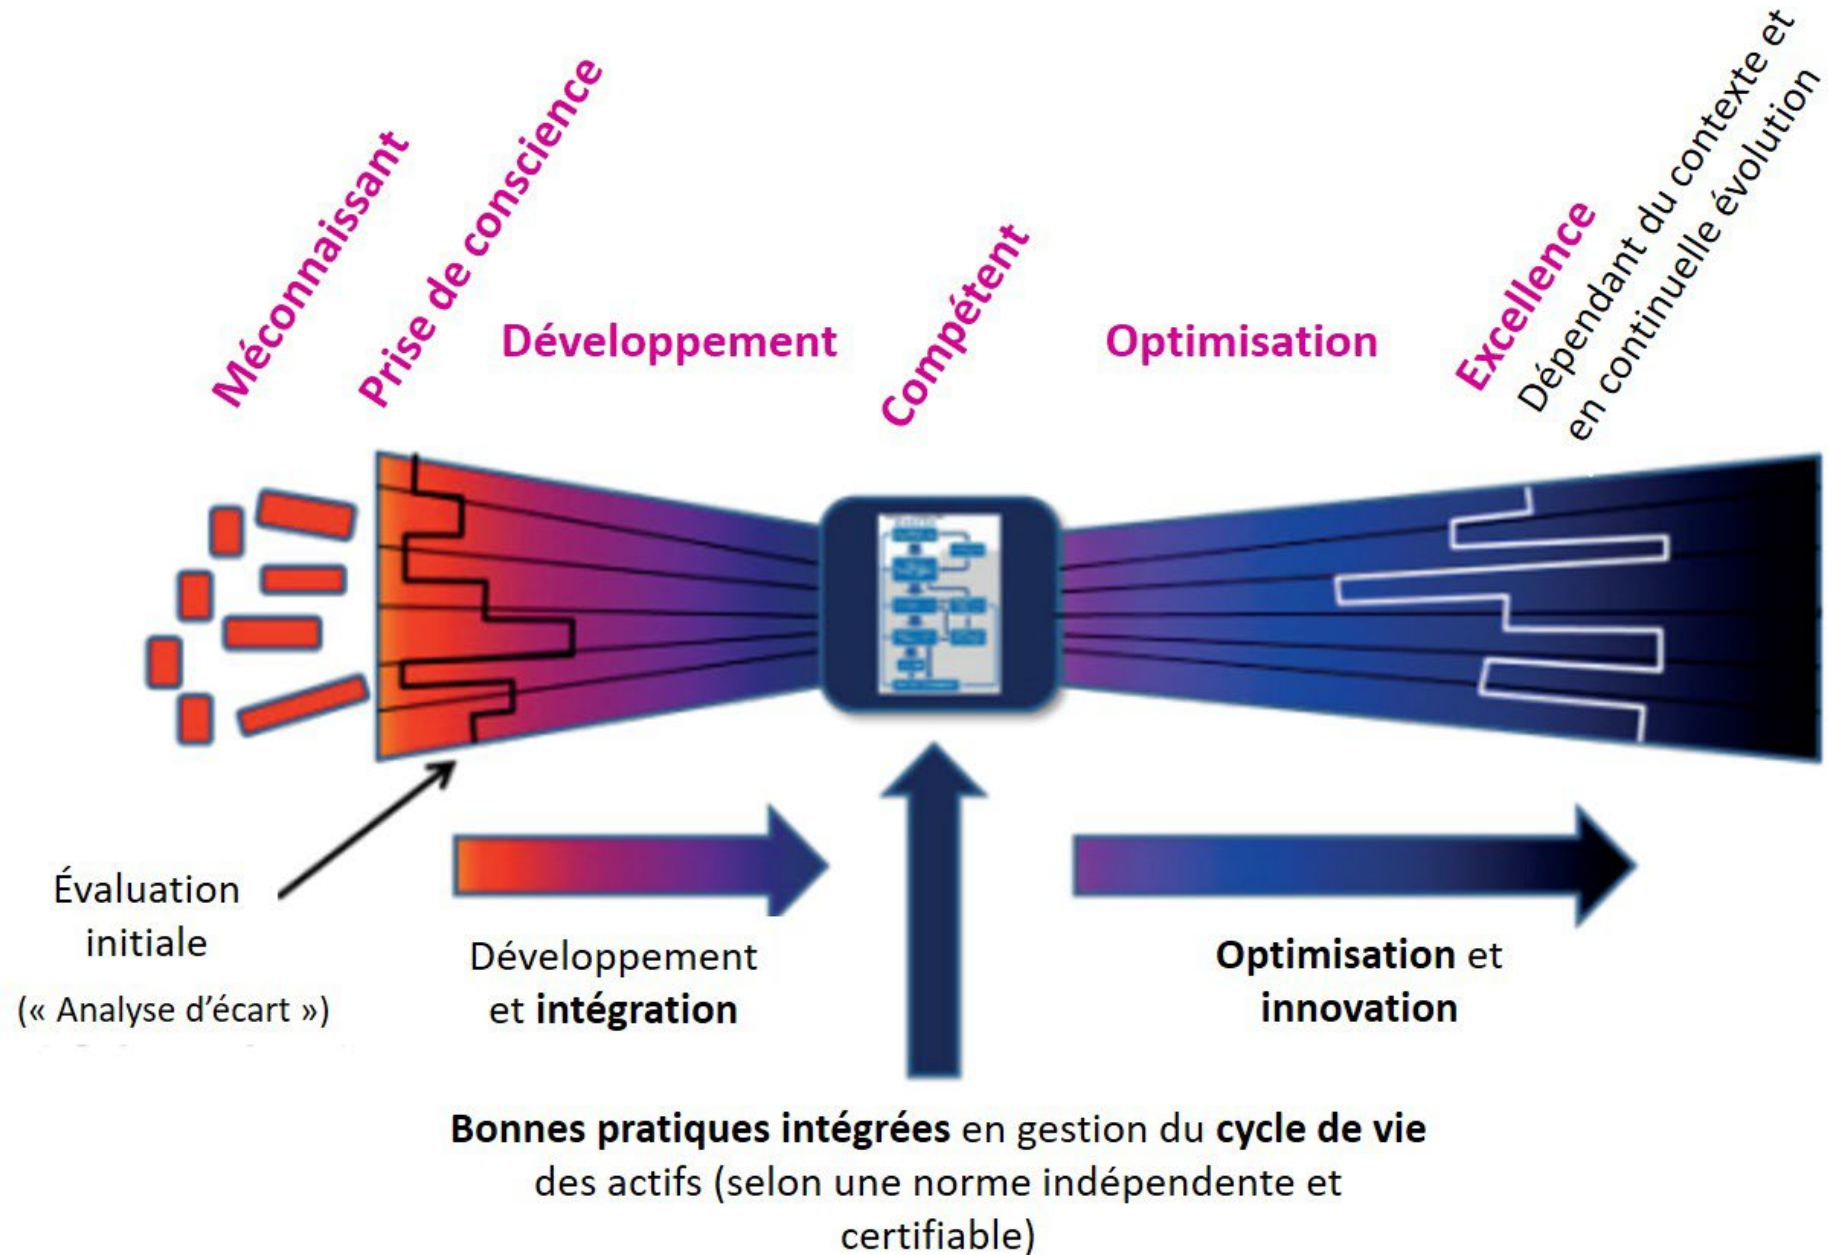 Méconnaissant
Prise de conscience
Développement
Compétent
Optimisation
Excellence
Dépendant du contexte et
en continuelle évolution
Évaluation
initiale
(« Analyse d’écart »)
Développement
et intégration
Optimisation et
innovation
Bonnes pratiques intégrées en gestion du cycle de vie
des actifs (selon une norme indépendante et
certifiable)